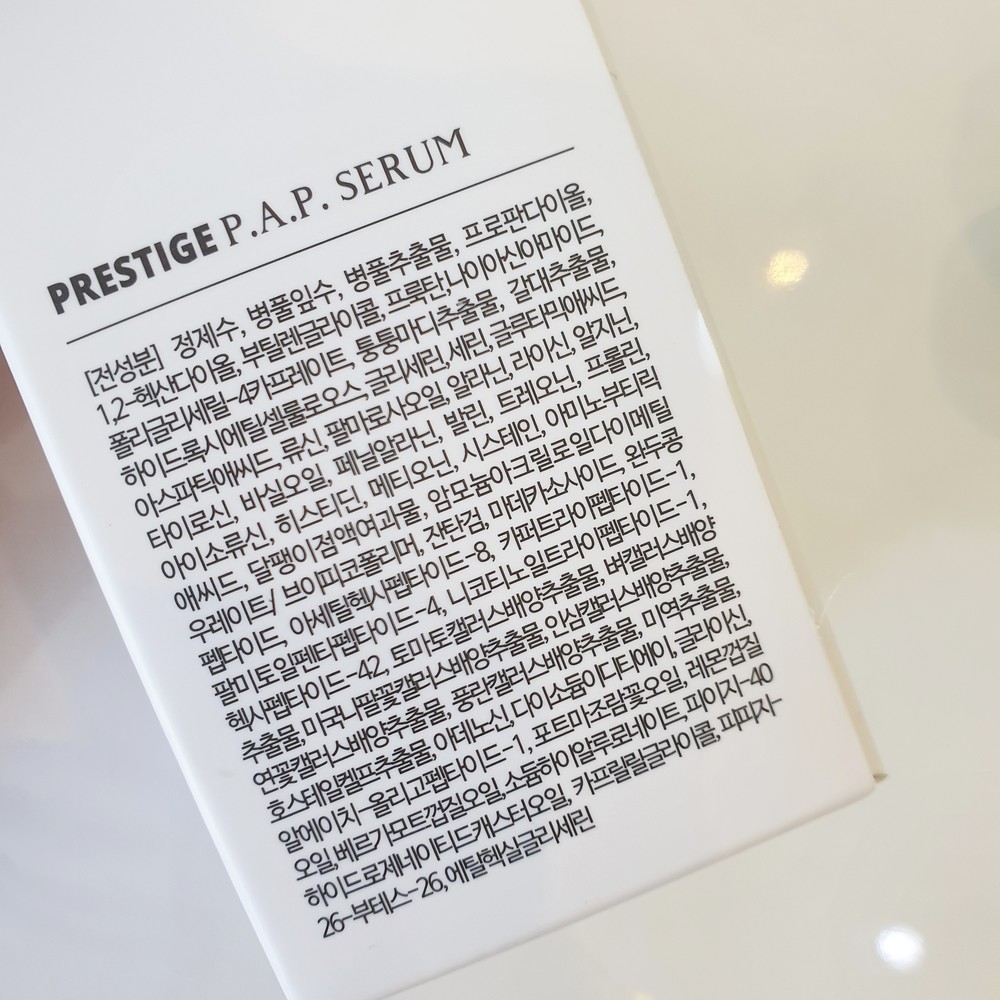 PRESTIGE P.A.P. SERUM
[전성분] 정제수, 병풀잎수, 병풀추출물, 프로판다이올,
1,2-헥산다이올, 부틸렌글라이콜, 프룩탄, 나이아신아마이드,
폴리글리세릴-4카프레이트, 퉁퉁마디추출물, 갈대추출물,
하이드록시에틸셀룰로오스, 글리세린, 세린, 글루타믹애씨드,
아스파틱애씨드, 류신, 팔마로사오일, 알라닌, 라이신, 알지닌,
타이로신, 바실오일, 페닐알라닌, 발린, 트레오닌, 프롤린,
아이소류신, 히스티딘, 메티오닌, 시스테인, 아미노부티릭
애씨드, 달팽이점액여과물, 암모늄아크릴로일다이메틸
우레이트/브이피코폴리머, 잔탄검, 마데카소사이드, 완두콩
펩타이드, 아세틸헥사펩타이드-8, 카퍼트라이펩타이드-1,
팔미토일펜타펩타이드-4, 니코티노일트라이펩타이드-1,
헥사펩타이드-42, 토마토캘러스배양추출물, 벼캘러스배양
추출물, 미국나팔꽃캘러스배양추출물, 인삼캘러스배양추출물,
연꽃캘러스배양추출물, 풍란캘러스배양추출물, 미역추출물,
호스테일켈프추출물, 아데노신, 다이소듐이디티에이, 글라이신,
알에이치-올리고펩타이드-1, 포트마조람꽃오일, 레몬껍질
오일, 베르가모트껍질오일, 소듐하이알루로네이트, 피이지-40
하이드로제네이티드캐스터오일, 카프릴릴글라이콜, 피피지-
26-부테스-26, 에틸헥실글리세린